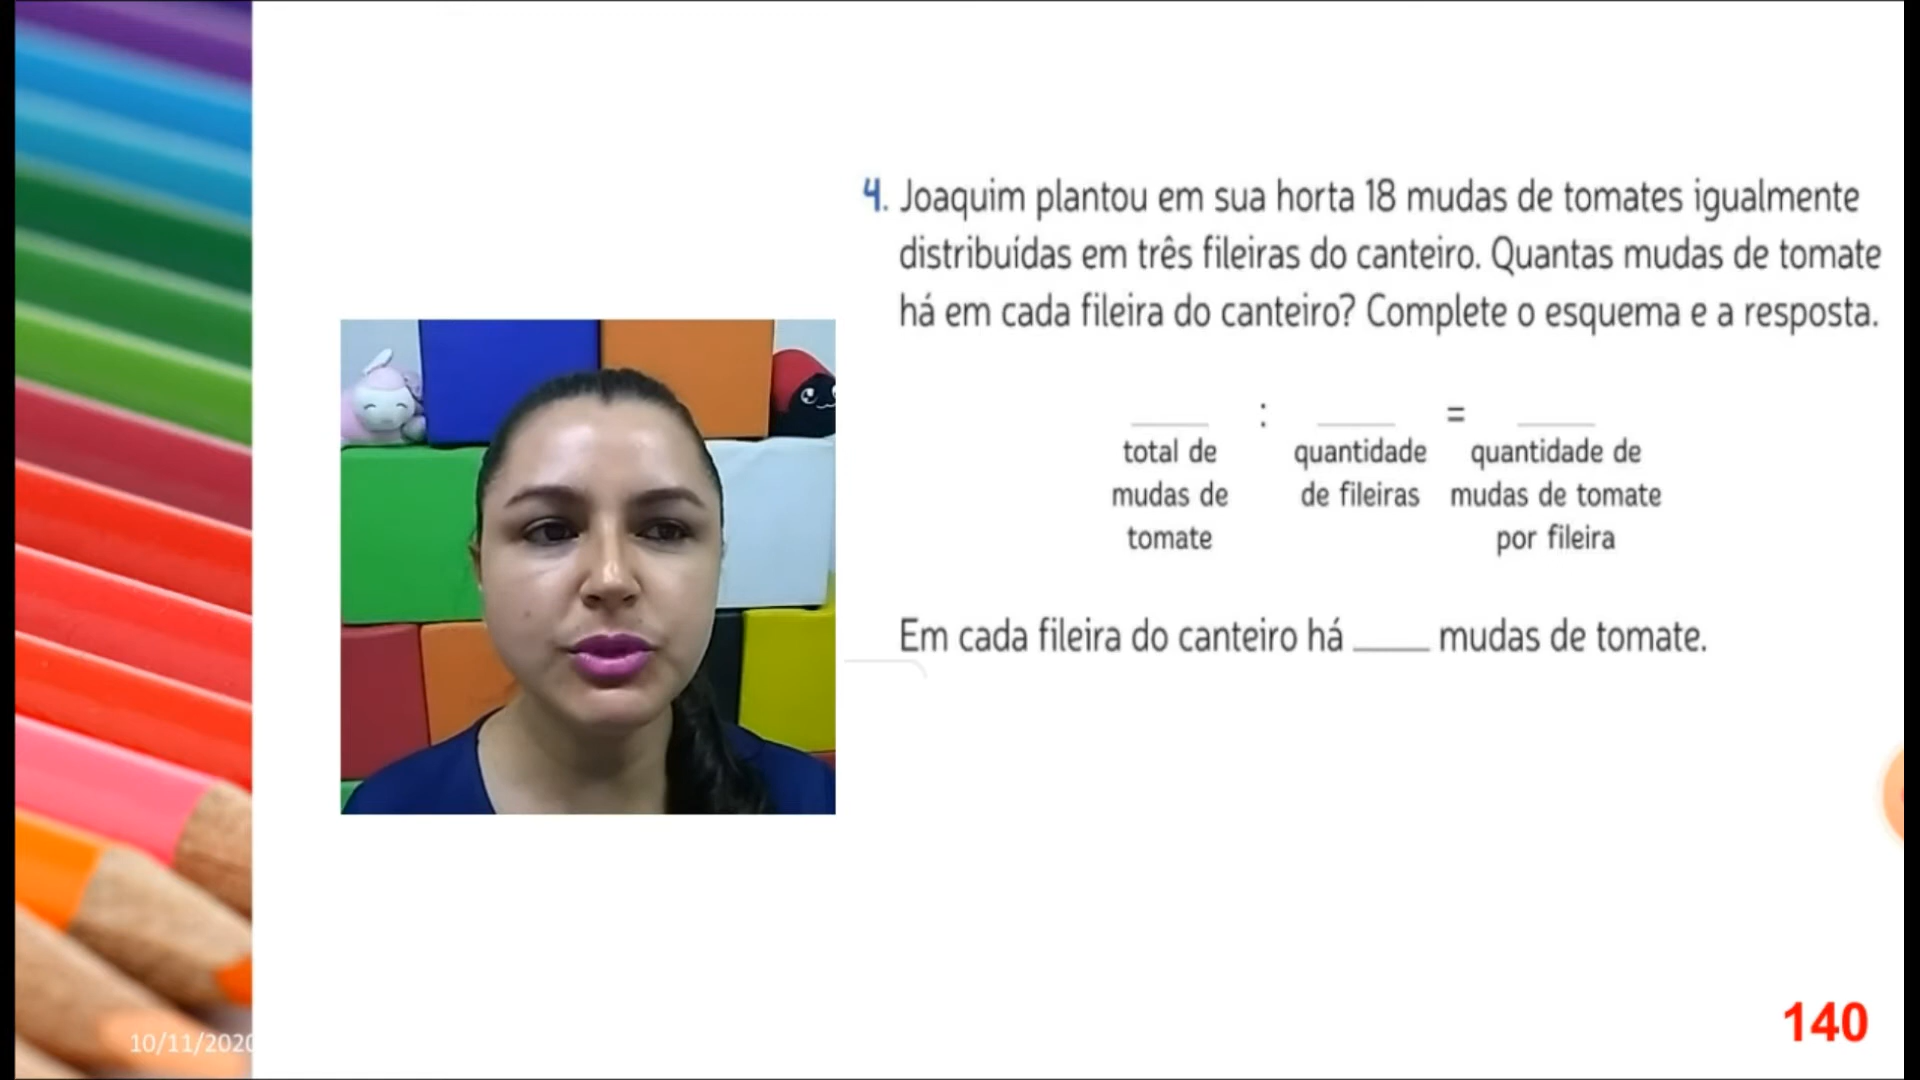 4. Joaquim plantou em sua horta 18 mudas de tomates igualmente
distribuídas em três fileiras do canteiro. Quantas mudas de tomate
há em cada fileira do canteiro? Complete o esquema e a resposta.
____ : ____ = ____
total de quantidade quantidade de
mudas de de fileiras mudas de tomate
tomate por fileira
Em cada fileira do canteiro há ____ mudas de tomate.
10/11/2020
140